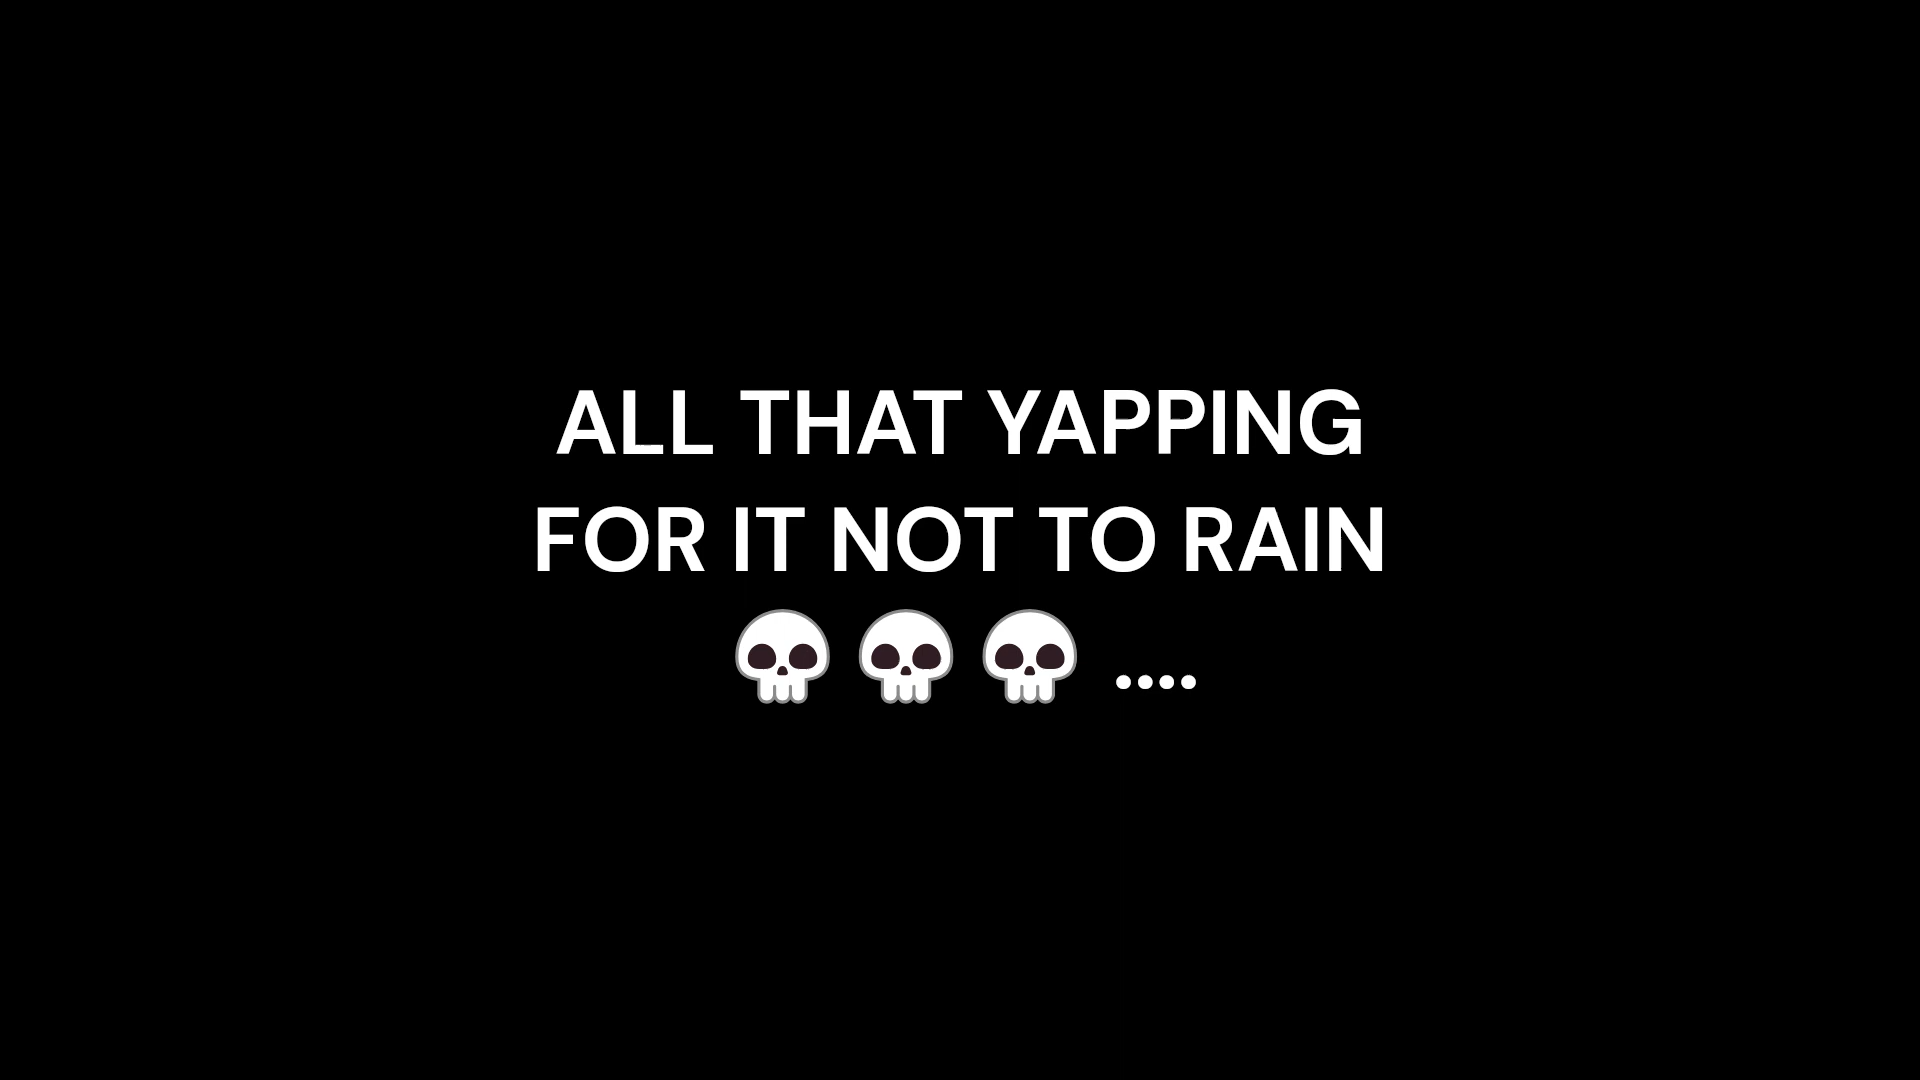 ALL THAT YAPPING
FOR IT NOT TO RAIN
💀💀💀 ....